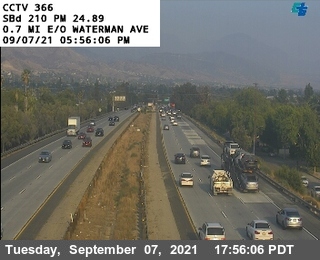 CCTV 366
SBd 210 PM 24.89
0.7 MI E/O WATERMAN AVE
09/07/21 05:56:06 PM
Tuesday, September 07, 2021 17:56:06 PDT